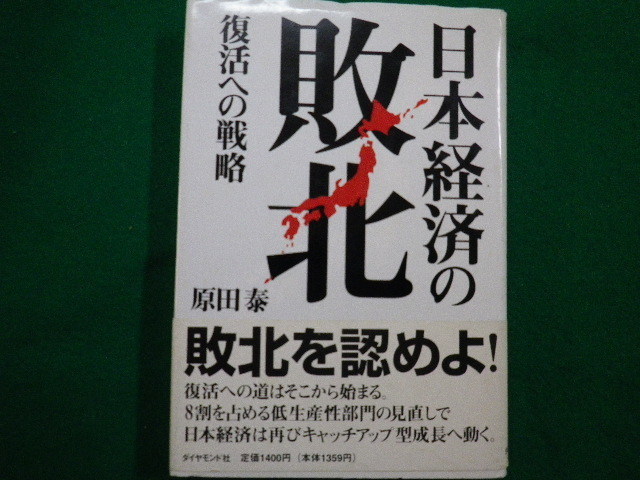 日本経済の
敗北
復活への戦略
原田泰
敗北を認めよ!
復活への道はそこから始まる。
8割を占める低生産性部門の見直しで
日本経済は再びキャッチアップ型成長へ動く。
ダイヤモンド社 定価1400円(本体1359円)